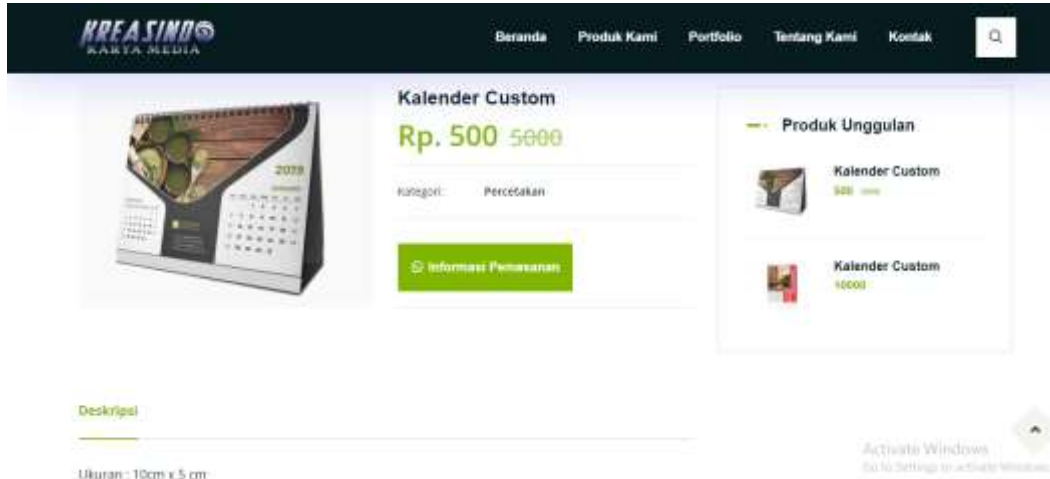 KREASINDO
KARYA MEDIA
Beranda
Produk Kami
Portfolio
Tentang Kami
Kontak
Kalender Custom
Rp. 500 5000
Kategori: Percetakan
Informasi Pemesanan
Produk Unggulan
Kalender Custom
500
Kalender Custom
10000
2019
Deskripsi
Ukuran : 10cm x 5 cm
Activate Windows
Go to Settings to activate Windows.